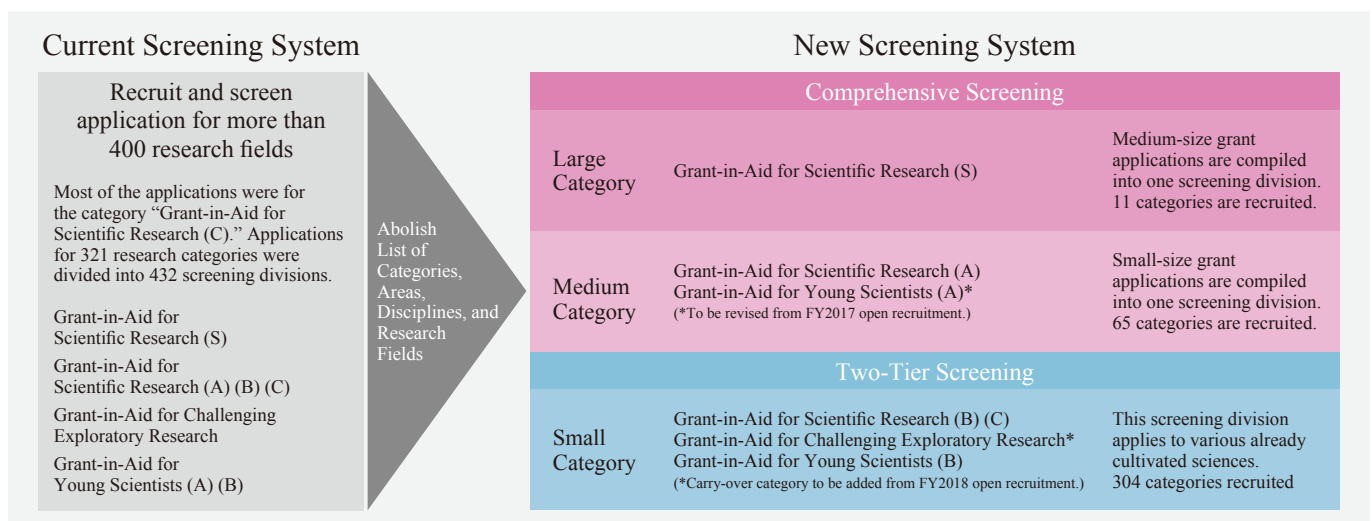 Current Screening System
Recruit and screen
application for more than
400 research fields
Most of the applications were for
the category “Grant-in-Aid for
Scientific Research (C).” Applications
for 321 research categories were
divided into 432 screening divisions.
Grant-in-Aid for
Scientific Research (S)
Grant-in-Aid for
Scientific Research (A) (B) (C)
Grant-in-Aid for Challenging
Exploratory Research
Grant-in-Aid for
Young Scientists (A) (B)
Abolish
List of
Categories,
Areas,
Disciplines, and
Research
Fields
New Screening System
Comprehensive Screening
Large
Category
Grant-in-Aid for Scientific Research (S)
Medium-size grant
applications are compiled
into one screening division.
11 categories are recruited.
Medium
Category
Grant-in-Aid for Scientific Research (A)
Grant-in-Aid for Young Scientists (A)*
(*To be revised from FY2017 open recruitment.)
Small-size grant
applications are compiled
into one screening division.
65 categories are recruited.
Two-Tier Screening
Small
Category
Grant-in-Aid for Scientific Research (B) (C)
Grant-in-Aid for Challenging Exploratory Research*
Grant-in-Aid for Young Scientists (B)
(*Carry-over category to be added from FY2018 open recruitment.)
This screening division
applies to various already
cultivated sciences.
304 categories recruited